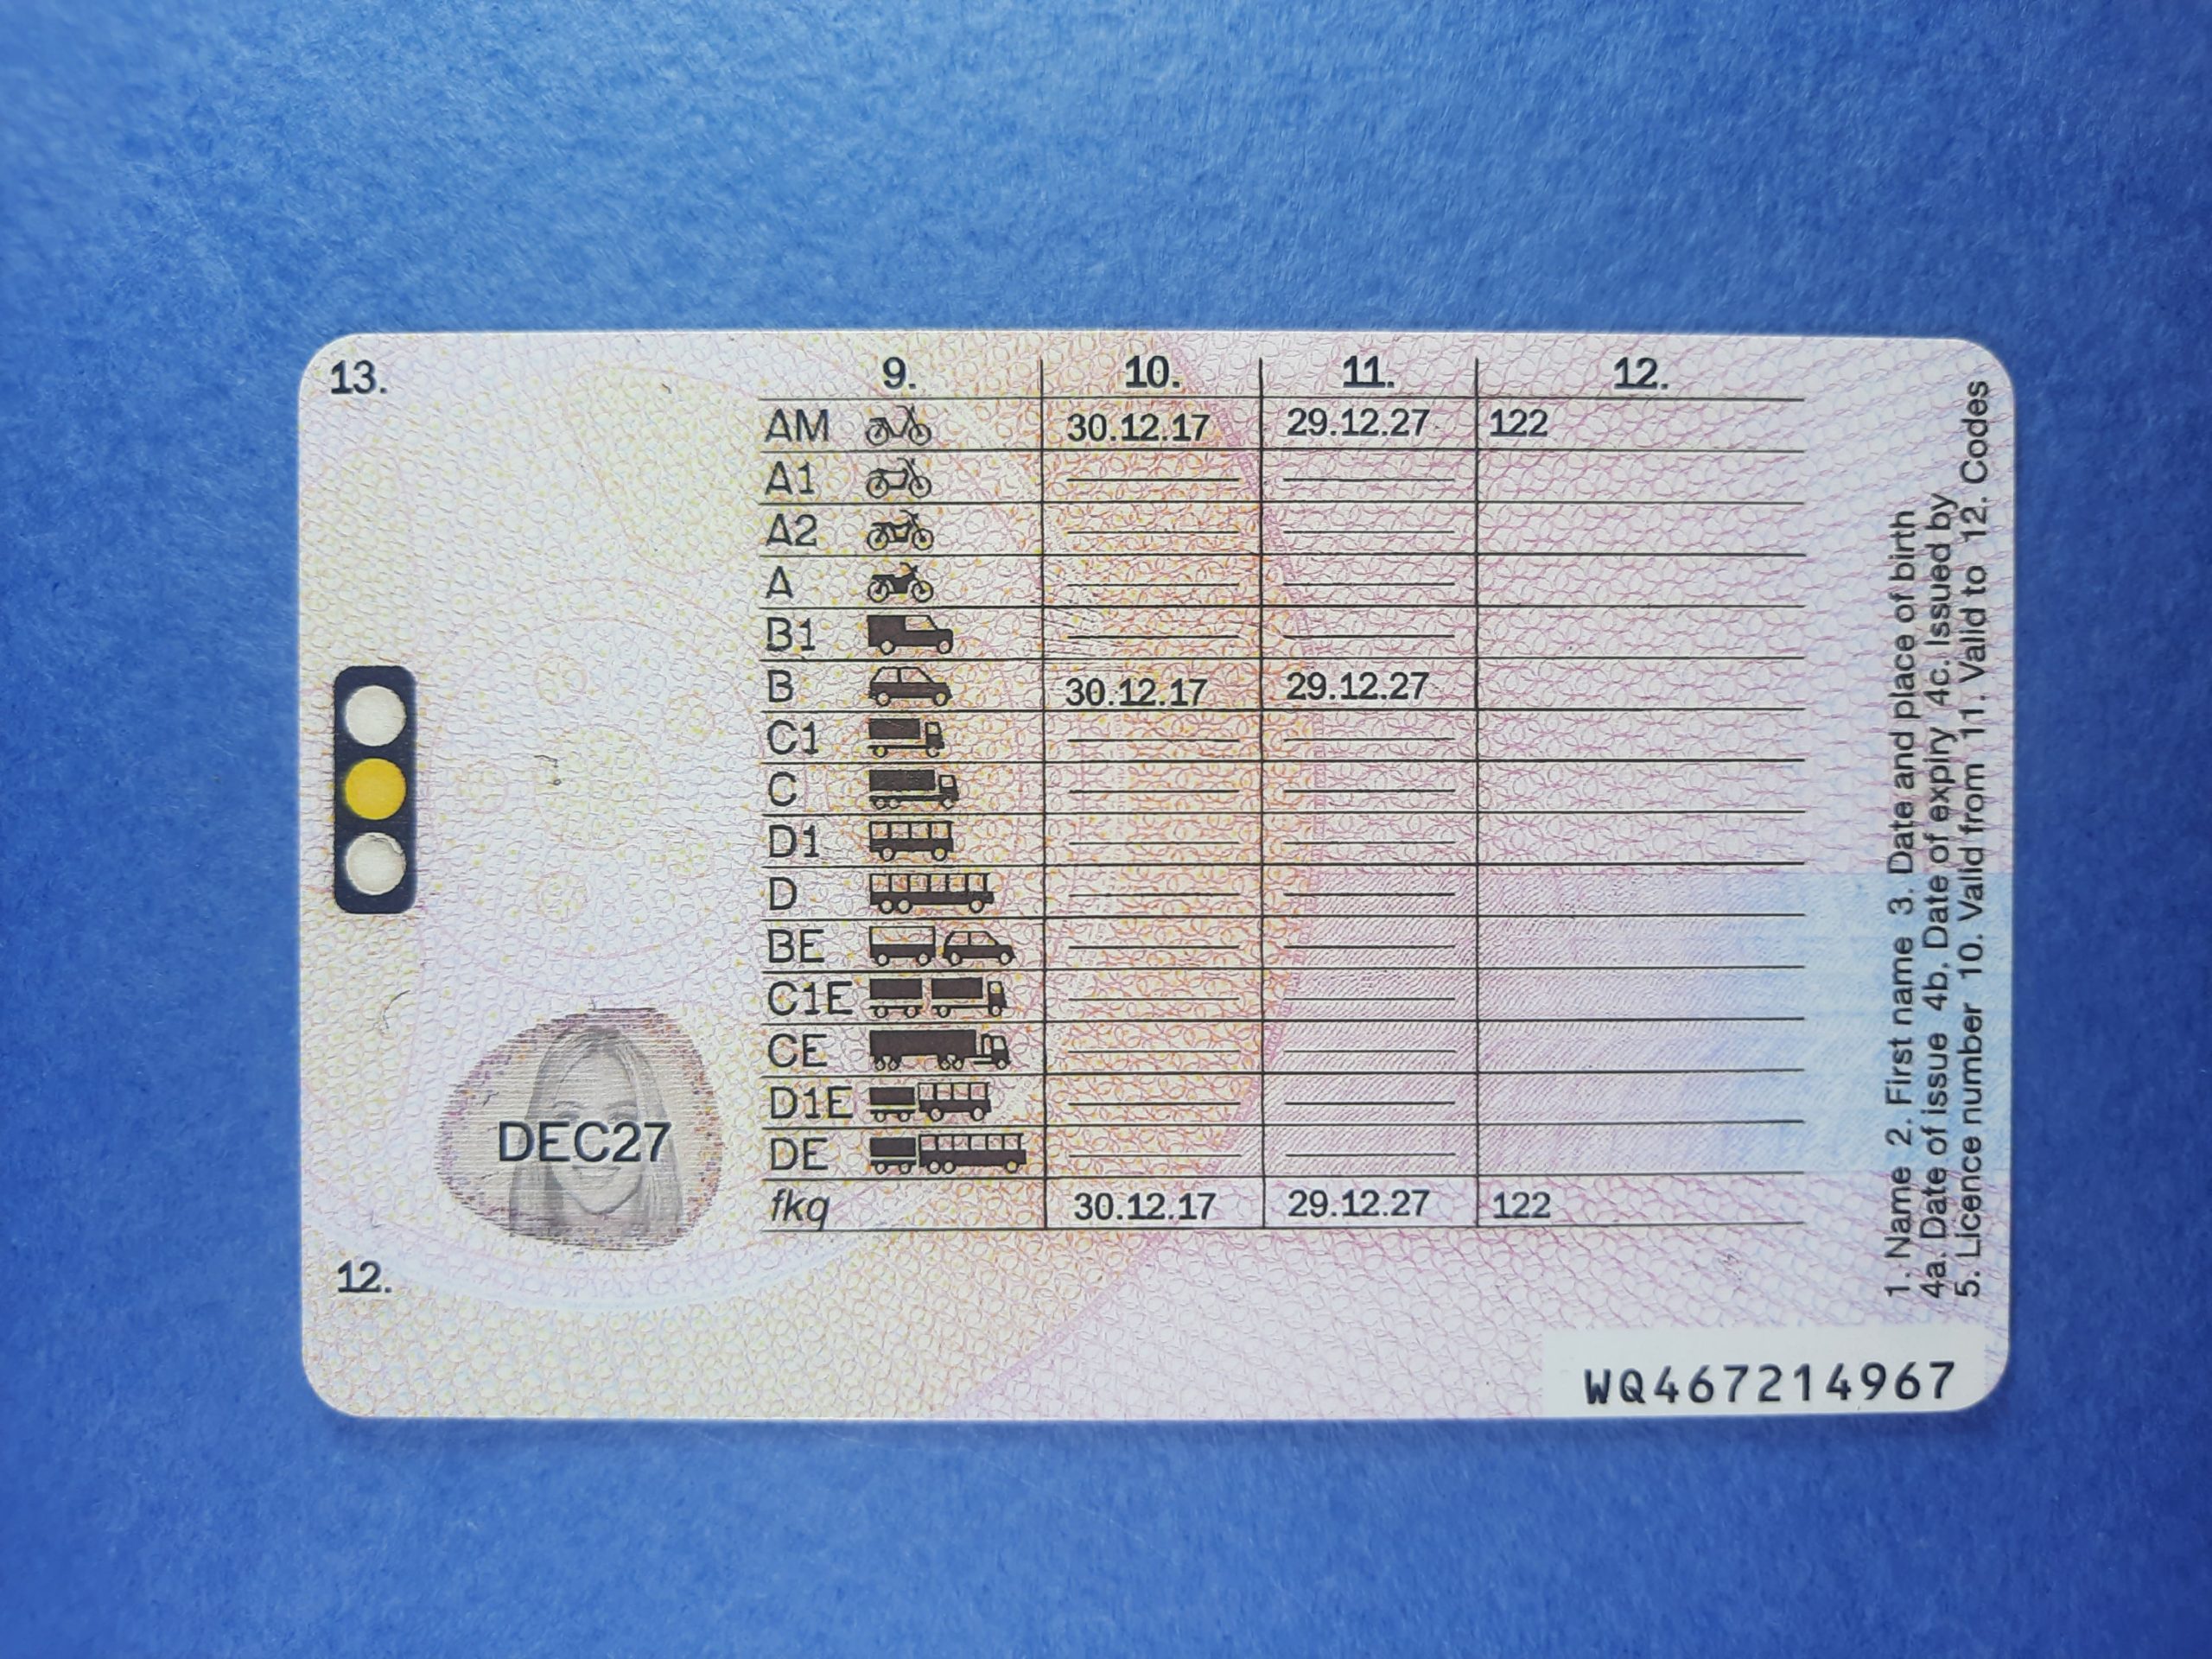 13. 9. 10. 11. 12.
AM 30.12.17 29.12.27 122
A1
A2
A
B1
B 30.12.17 29.12.27
C1
C
D1
D
BE
C1E
CE
D1E
DE
fkq 30.12.17 29.12.27 122
DEC27
12.
1. Name 2. First name 3. Date and place of birth
4a. Date of issue 4b. Date of expiry 4c. Issued by
5. Licence number 10. Valid from 11. Valid to 12. Codes
WQ467214967